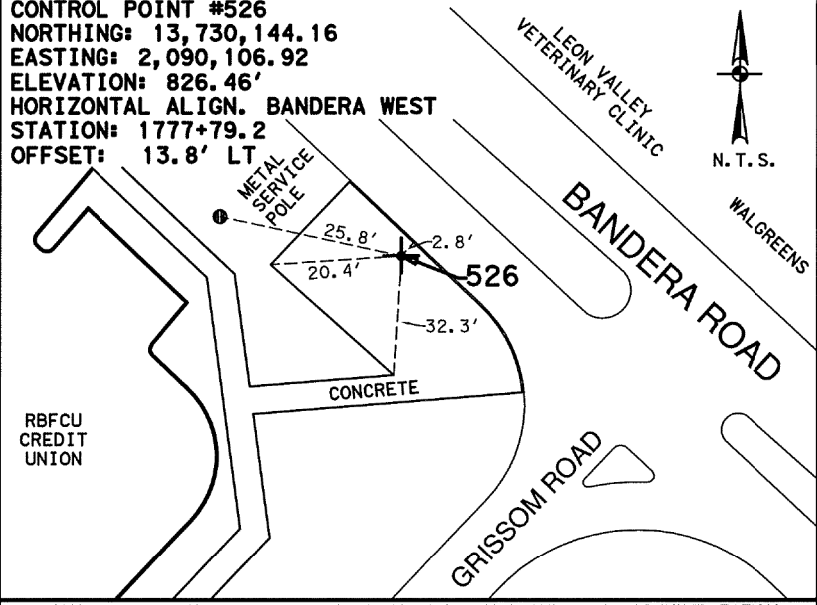 CONTROL POINT #526
NORTHING: 13,730,144.16
EASTING: 2,090,106.92
ELEVATION: 826.46'
HORIZONTAL ALIGN. BANDERA WEST
STATION: 1777+79.2
OFFSET: 13.8' LT
LEON VALLEY
VETERINARY CLINIC
N.T.S.
METAL
SERVICE
POLE
WALGREENS
BANDERA ROAD
25.8'
2.8'
20.4'
526
32.3'
CONCRETE
RBFCU
CREDIT
UNION
GRISSOM ROAD